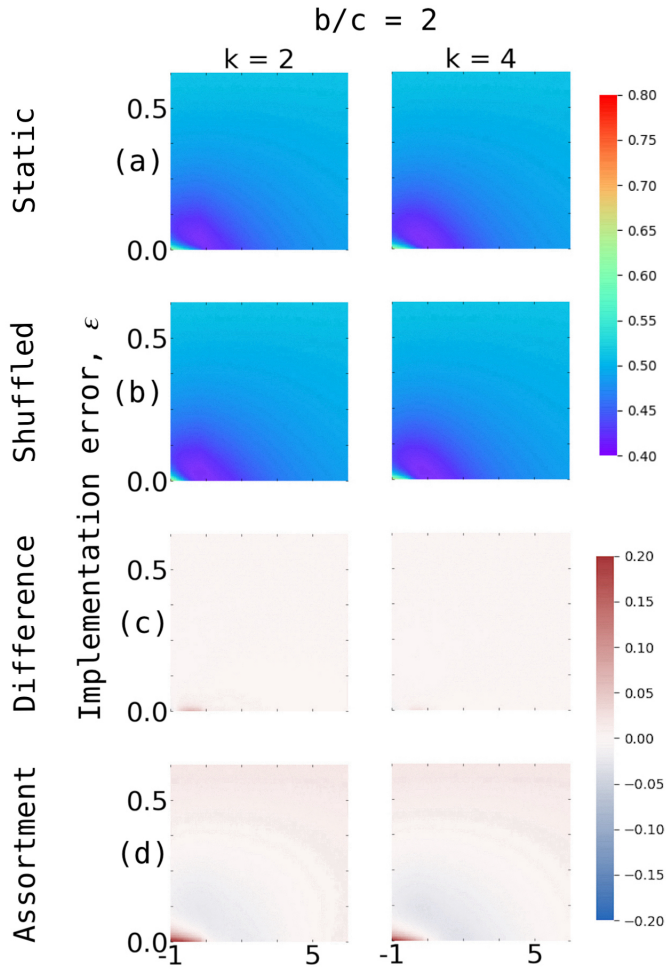 b/c = 2
k = 2
k = 4
Static
(a)
0.5
0.0
Shuffled
(b)
0.5
0.0
Implementation error, ε
Difference
(c)
0.5
0.0
Assortment
(d)
0.5
0.0
-1
5
-1
5
0.80
0.75
0.70
0.65
0.60
0.55
0.50
0.45
0.40
0.20
0.15
0.10
0.05
0.00
−0.05
−0.10
−0.15
−0.20